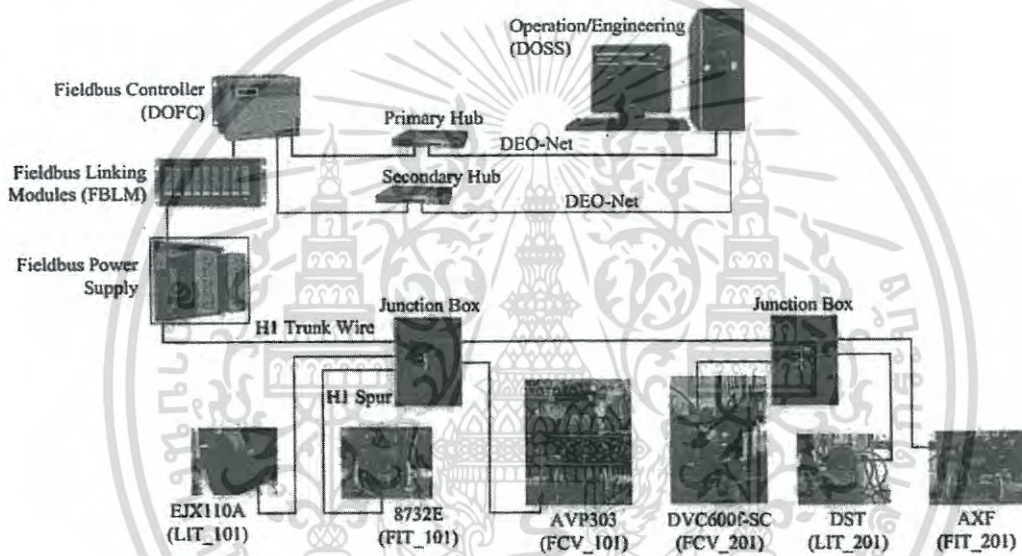 Operation/Engineering
(DOSS)
Fieldbus Controller
(DOFC)
Primary Hub
DEO-Net
Fieldbus Linking
Modules (FBLM)
Secondary Hub
DEO-Net
Fieldbus Power
Supply
Junction Box
Junction Box
H1 Trunk Wire
H1 Spur
EJX110A
(LIT_101)
8732E
(FIT_101)
AVP303
(FCV_101)
DVC600f-SC
(FCV_201)
DST
(LIT_201)
AXF
(FIT_201)